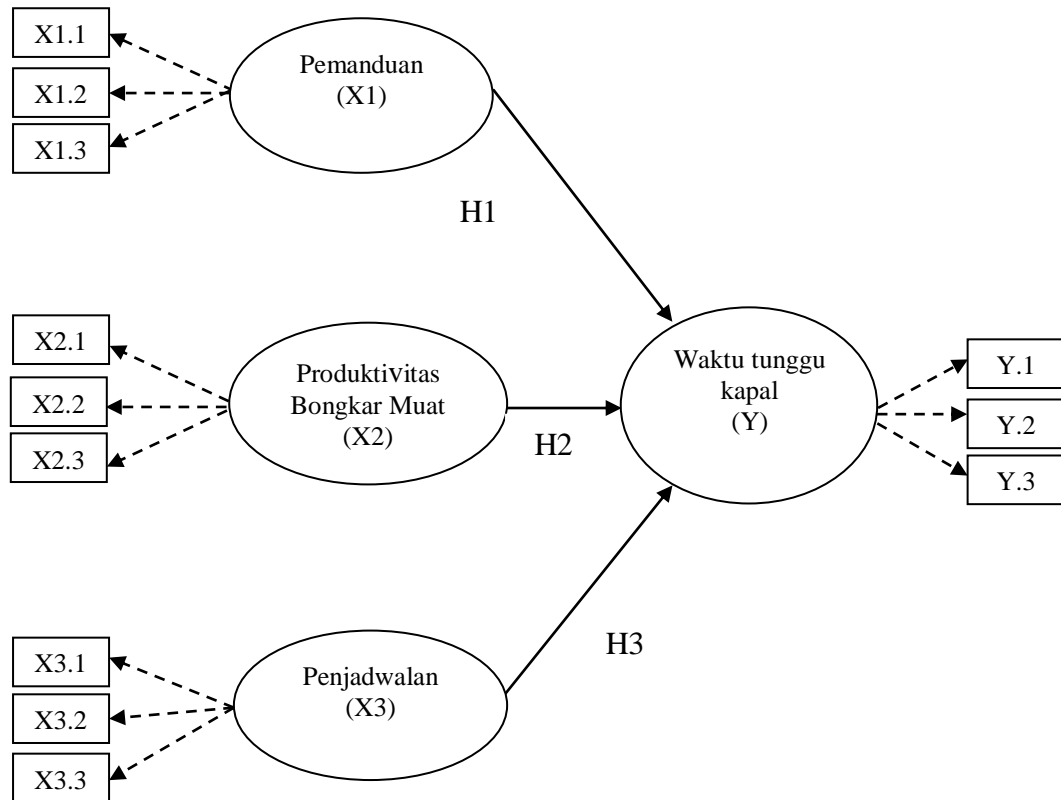 X1.1
X1.2
X1.3
Pemanduan
(X1)
H1
X2.1
X2.2
X2.3
Produktivitas
Bongkar Muat
(X2)
H2
Waktu tunggu
kapal
(Y)
Y.1
Y.2
Y.3
X3.1
X3.2
X3.3
Penjadwalan
(X3)
H3